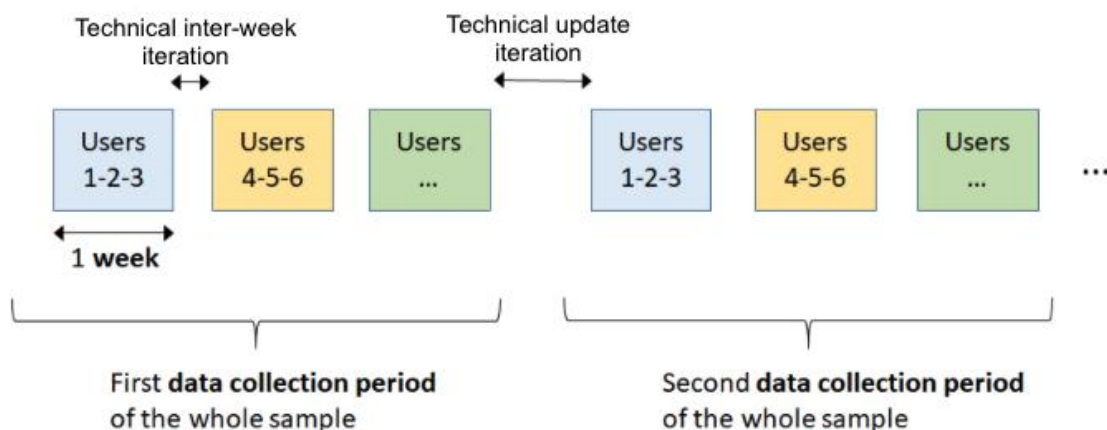 Technical inter-week
iteration
Technical update
iteration
Users
1-2-3
Users
4-5-6
Users
...
Users
1-2-3
Users
4-5-6
Users
...
...
1 week
First data collection period
of the whole sample
Second data collection period
of the whole sample